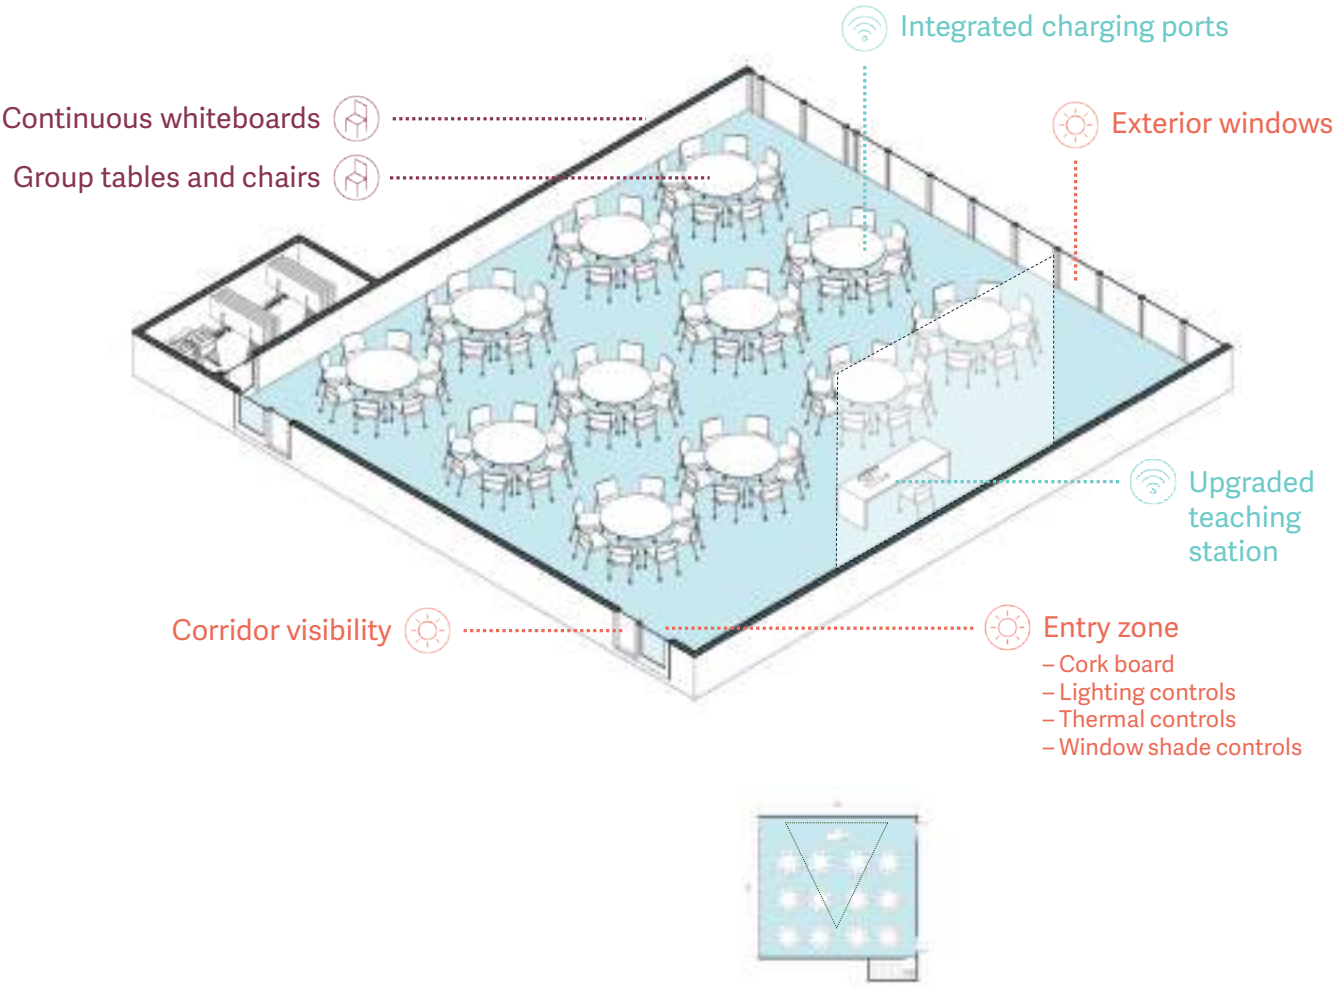 Integrated charging ports
Continuous whiteboards
Exterior windows
Group tables and chairs
Upgraded
teaching
station
Corridor visibility
Entry zone
– Cork board
– Lighting controls
– Thermal controls
– Window shade controls